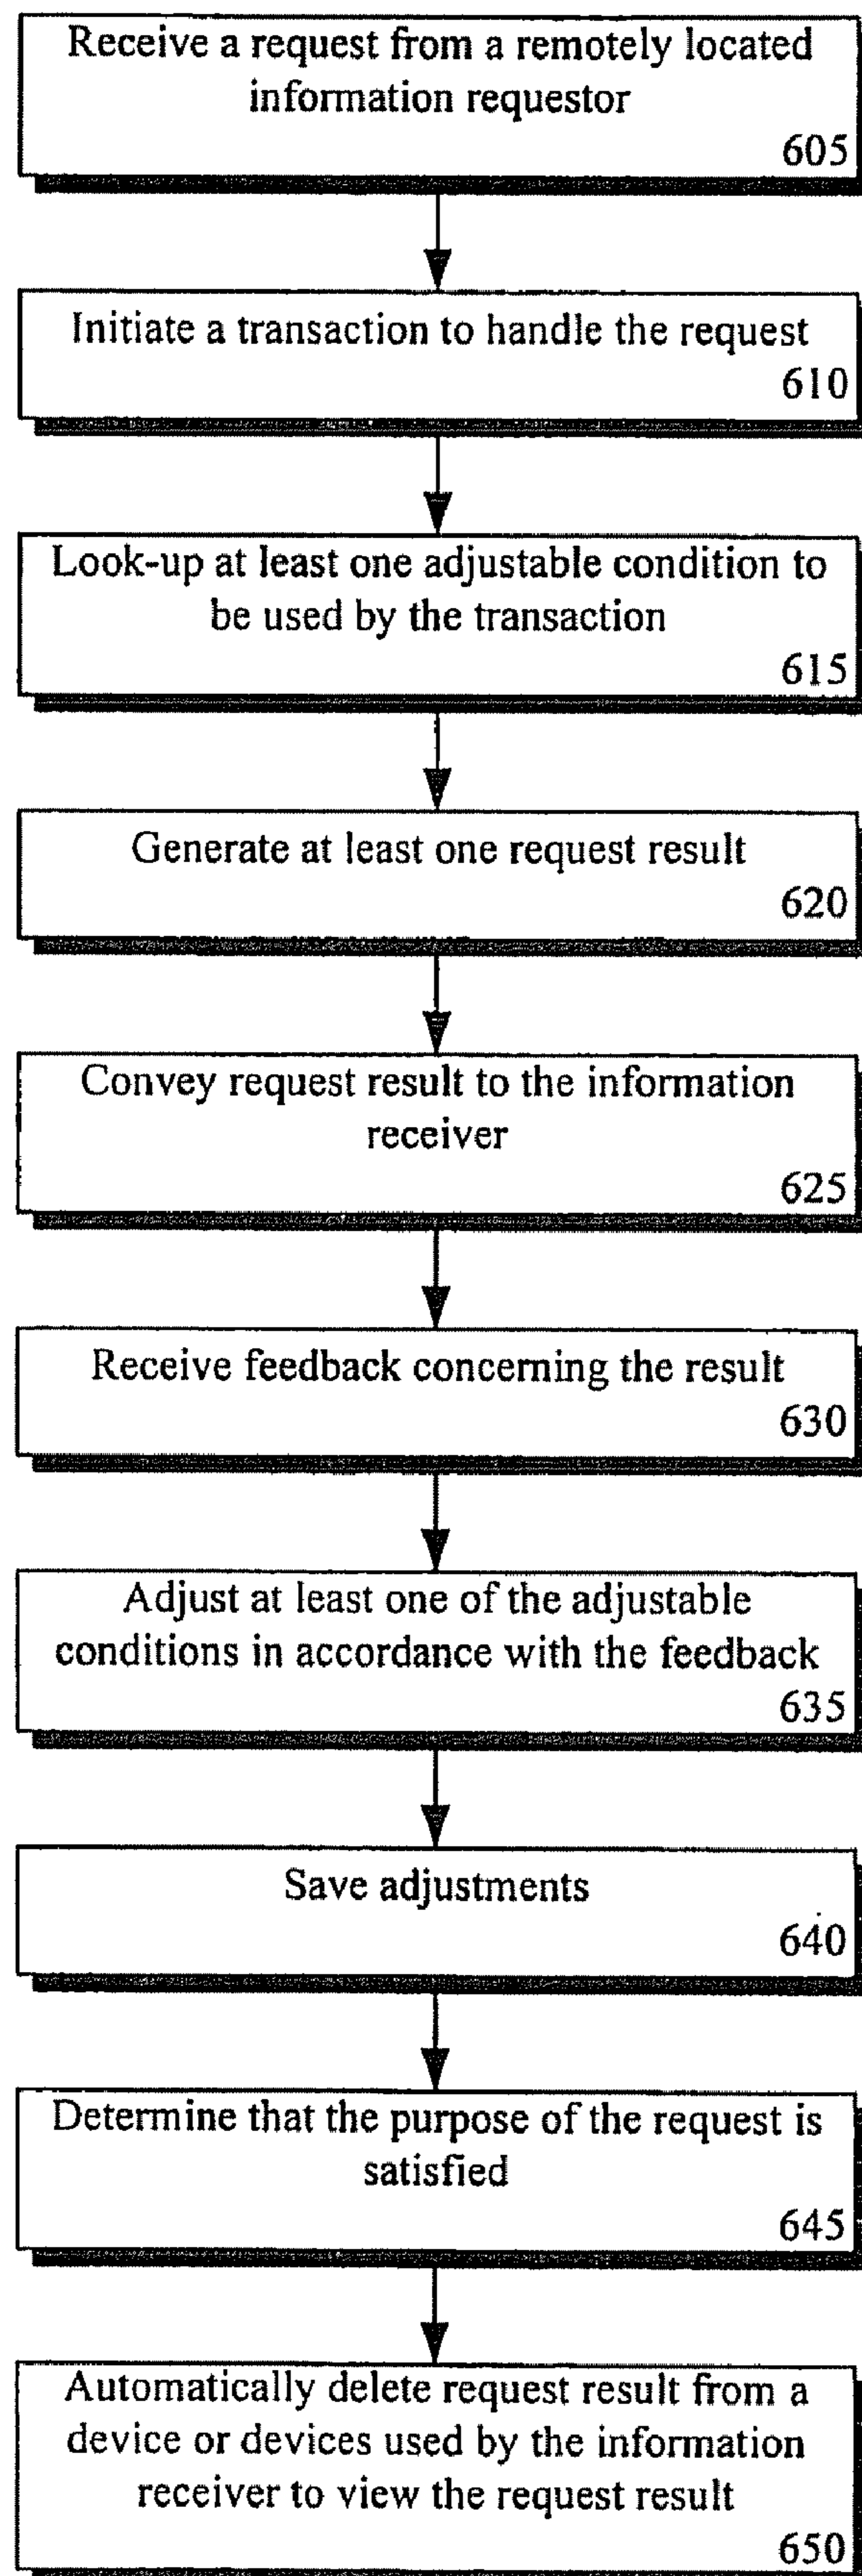 Receive a request from a remotely located
information requestor
605
Initiate a transaction to handle the request
610
Look-up at least one adjustable condition to
be used by the transaction
615
Generate at least one request result
620
Convey request result to the information
receiver
625
Receive feedback concerning the result
630
Adjust at least one of the adjustable
conditions in accordance with the feedback
635
Save adjustments
640
Determine that the purpose of the request is
satisfied
645
Automatically delete request result from a
device or devices used by the information
receiver to view the request result
650